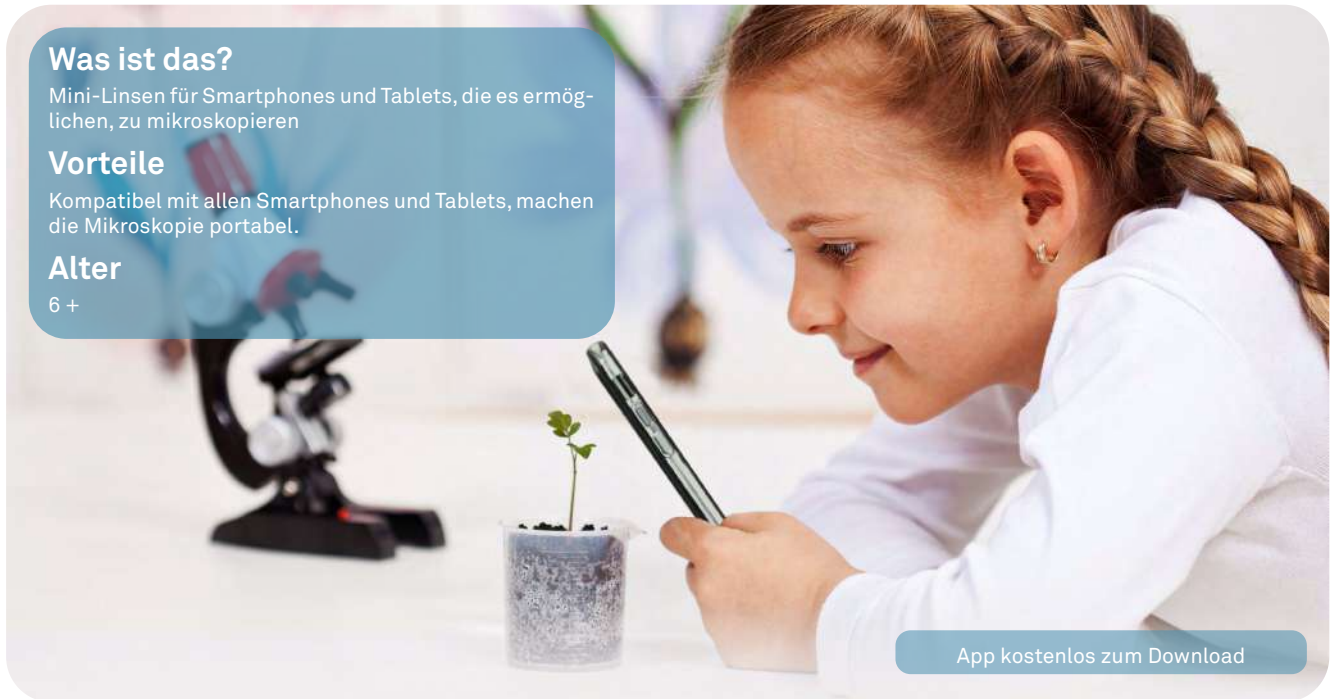 Was ist das?
Mini-Linsen für Smartphones und Tablets, die es ermög-
lichen, zu mikroskopieren
Vorteile
Kompatibel mit allen Smartphones und Tablets, machen
die Mikroskopie portabel.
Alter
6 +
App kostenlos zum Download